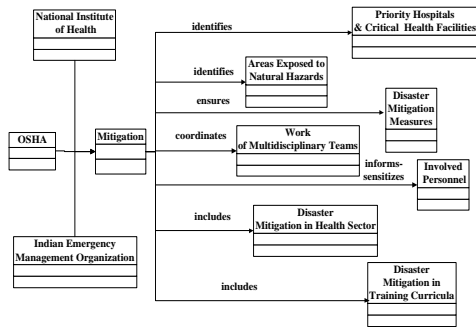 National Institute
of Health
identifies
Priority Hospitals
& Critical Health Facilities
identifies
Areas Exposed to
Natural Hazards
ensures
Disaster
Mitigation
Measures
OSHA
Mitigation
coordinates
Work
of Multidisciplinary Teams
informs-
sensitizes
Involved
Personnel
includes
Disaster
Mitigation in Health Sector
Indian Emergency
Management Organization
includes
Disaster
Mitigation in
Training Curricula